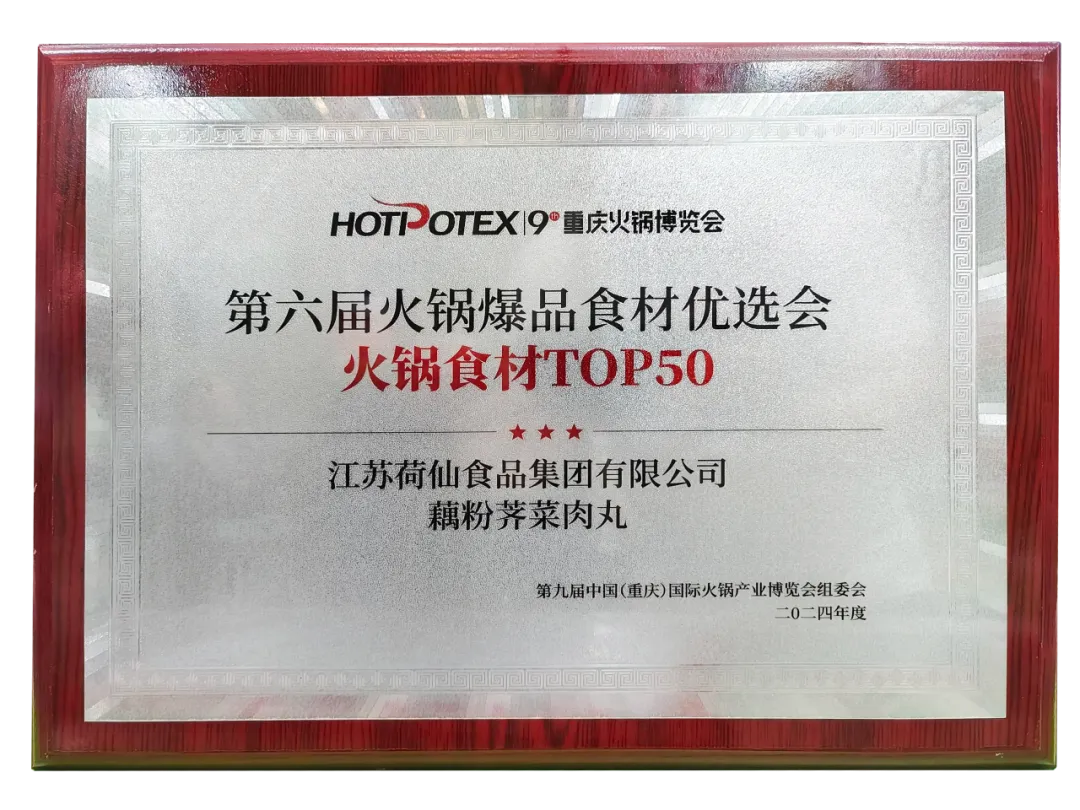 HOTPOTEX|9th重庆火锅博览会
第六届火锅爆品食材优选会
火锅食材TOP50
江苏荷仙食品集团有限公司
藕粉荠菜肉丸
第九届中国(重庆)国际火锅产业博览会组委会
二〇二四年度